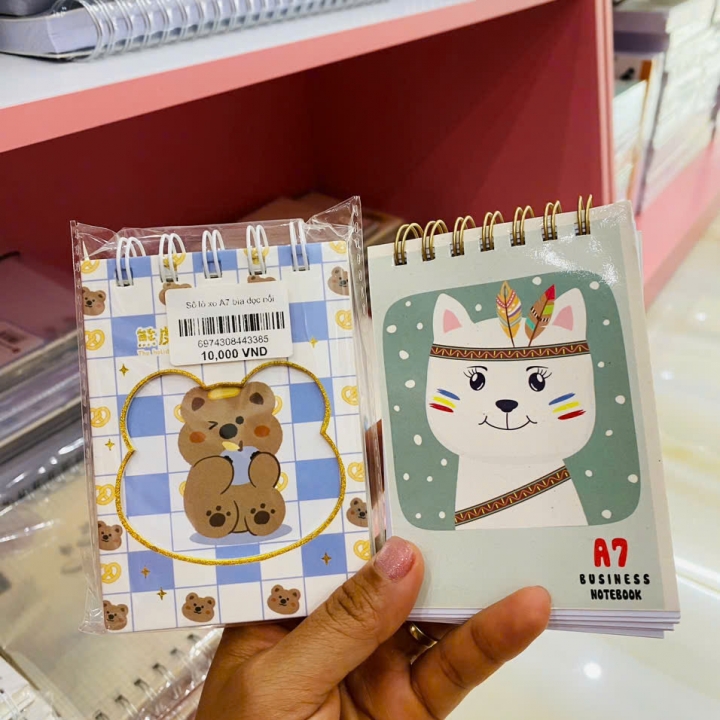 Sổ lò xo A7 bìa dọc nổi
6974308443385
10,000 VND
A7
BUSINESS
NOTEBOOK